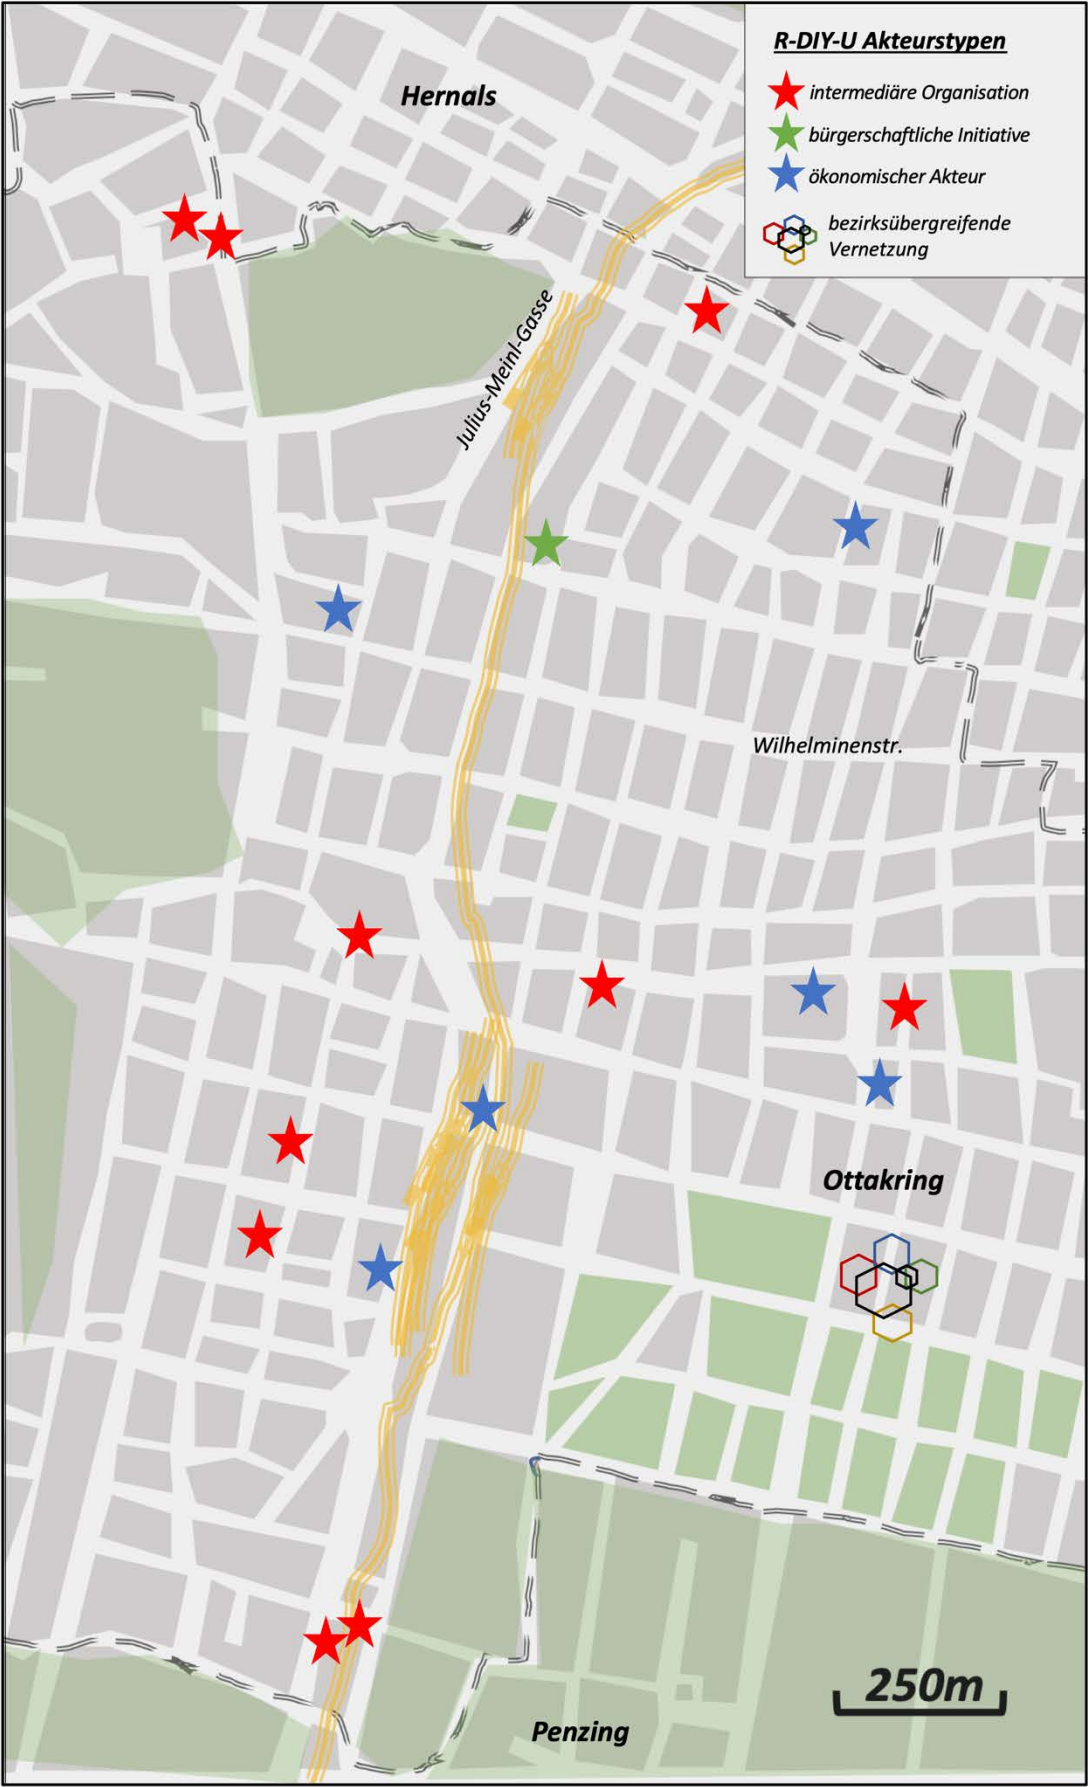 R-DIY-U Akteurstypen
intermediäre Organisation
bürgerschaftliche Initiative
ökonomischer Akteur
bezirksübergreifende
Vernetzung
Hernals
Julius-Meinl-Gasse
Wilhelminenstr.
Ottakring
250m
Penzing